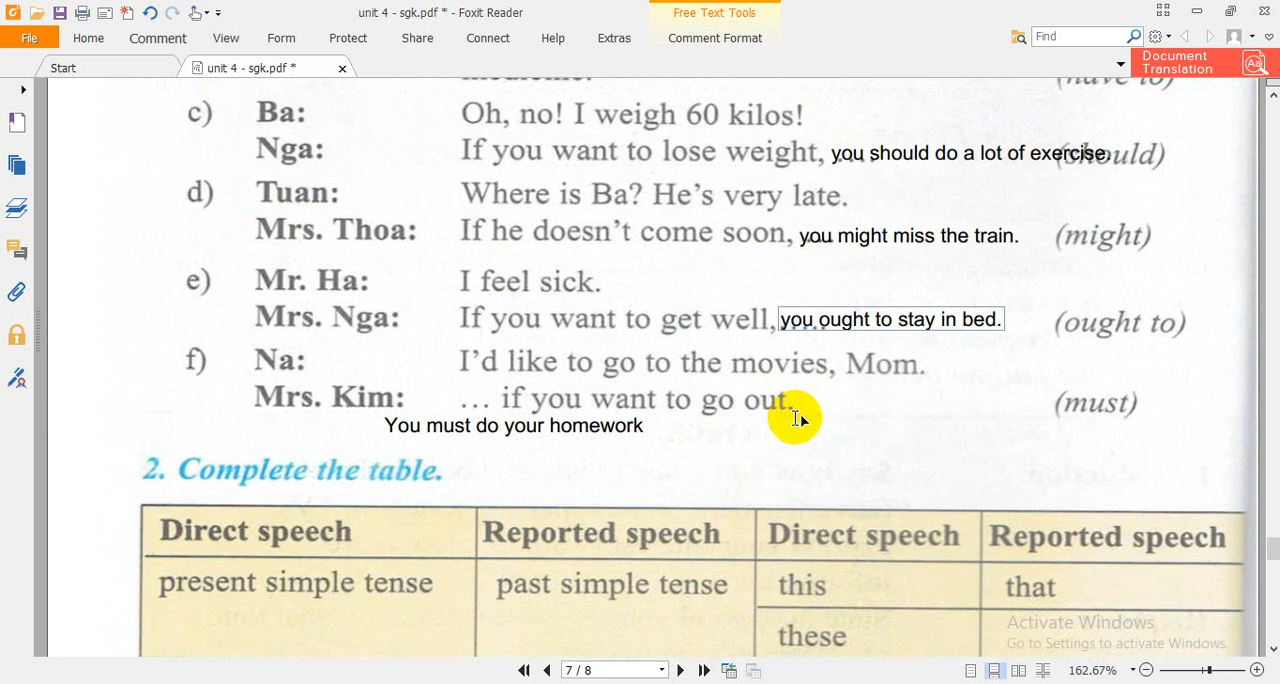 unit 4 - sgk.pdf * - Foxit Reader
Free Text Tools
File Home Comment View Form Protect Share Connect Help Extras Comment Format Find
Document Translation
Start unit 4 - sgk.pdf *
medicine. (have to)
c) Ba: Oh, no! I weigh 60 kilos!
Nga: If you want to lose weight, .... you should do a lot of exercise. (should)
d) Tuan: Where is Ba? He's very late.
Mrs. Thoa: If he doesn't come soon, you might miss the train. (might)
e) Mr. Ha: I feel sick.
Mrs. Nga: If you want to get well, you ought to stay in bed. (ought to)
f) Na: I'd like to go to the movies, Mom.
Mrs. Kim: ... if you want to go out. (must)
You must do your homework
2. Complete the table.
Direct speech Reported speech Direct speech Reported speech
present simple tense past simple tense this that
these
Activate Windows
Go to Settings to activate Windows.
7 / 8 162.67%